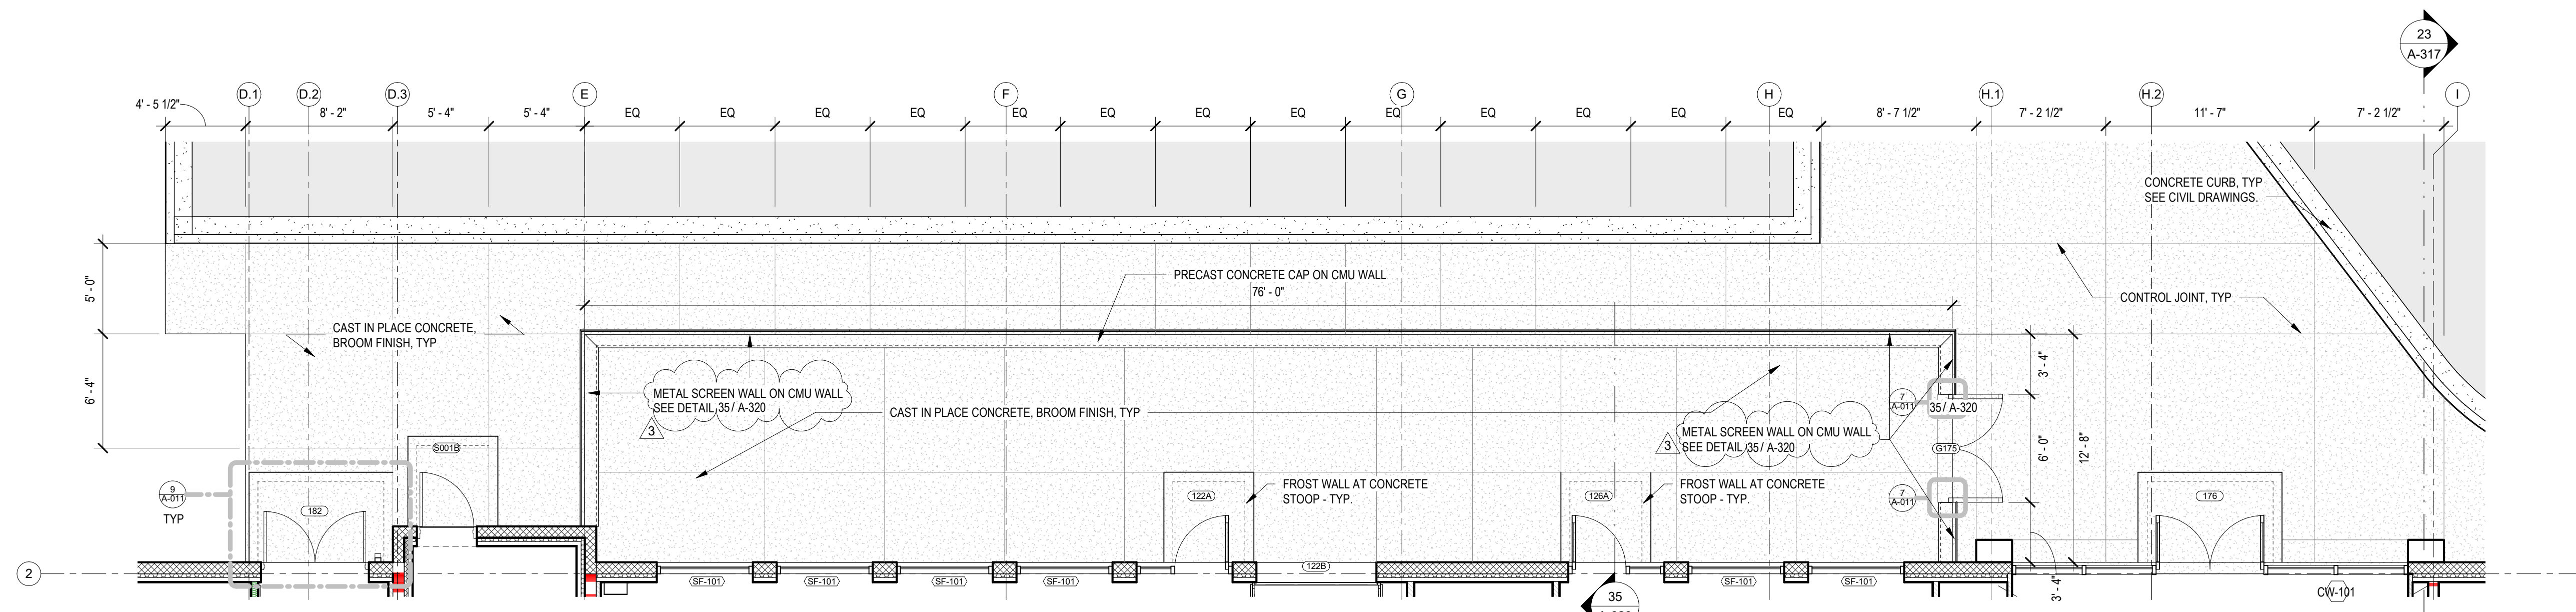 23
A-317
D.1
D.2
D.3
E
F
G
H
H.1
H.2
I
4' - 5 1/2"
8' - 2"
5' - 4"
5' - 4"
EQ
EQ
EQ
EQ
EQ
EQ
EQ
EQ
EQ
EQ
EQ
EQ
EQ
8' - 7 1/2"
7' - 2 1/2"
11' - 7"
7' - 2 1/2"
CONCRETE CURB, TYP
SEE CIVIL DRAWINGS.
5' - 0"
6' - 4"
PRECAST CONCRETE CAP ON CMU WALL
76' - 0"
CONTROL JOINT, TYP
CAST IN PLACE CONCRETE,
BROOM FINISH, TYP
METAL SCREEN WALL ON CMU WALL
SEE DETAIL 35/ A-320
3
CAST IN PLACE CONCRETE, BROOM FINISH, TYP
METAL SCREEN WALL ON CMU WALL
SEE DETAIL 35/ A-320
3
7
A-011
35/ A-320
G175
7
A-011
3' - 4"
6' - 0"
12' - 8"
3' - 4"
S001B
9
A-011
TYP
182
122A
FROST WALL AT CONCRETE
STOOP - TYP.
126A
FROST WALL AT CONCRETE
STOOP - TYP.
176
2
SF-101
SF-101
SF-101
SF-101
122B
SF-101
SF-101
CW-101
35